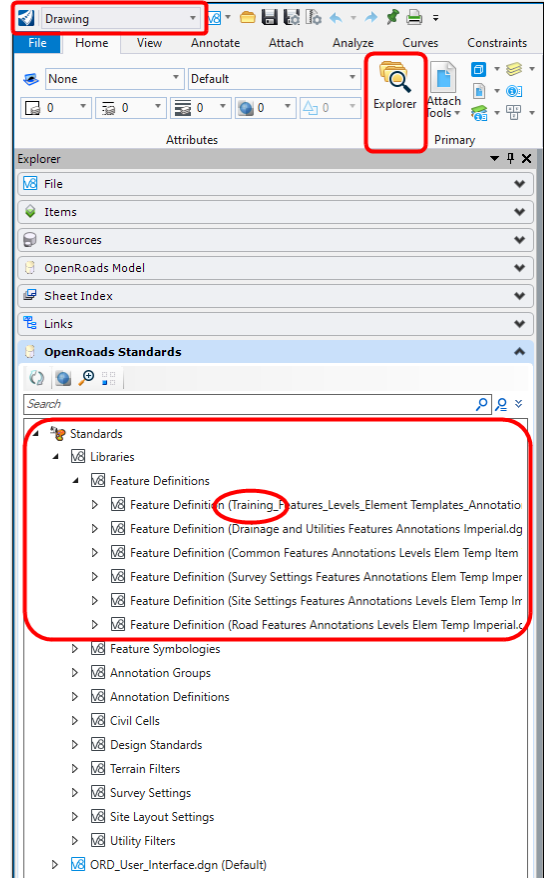 Drawing
File Home View Annotate Attach Analyze Curves Constraints
None Default
0 0 0 0 0
Explorer Attach Tools
Attributes Primary
Explorer
File
Items
Resources
OpenRoads Model
Sheet Index
Links
OpenRoads Standards
Search
Standards
Libraries
Feature Definitions
Feature Definition (Training_Features_Levels_Element Templates_Annotatio
Feature Definition (Drainage and Utilities Features Annotations Imperial.dg
Feature Definition (Common Features Annotations Levels Elem Temp Item
Feature Definition (Survey Settings Features Annotations Elem Temp Imper
Feature Definition (Site Settings Features Annotations Levels Elem Temp Im
Feature Definition (Road Features Annotations Levels Elem Temp Imperial.d
Feature Symbologies
Annotation Groups
Annotation Definitions
Civil Cells
Design Standards
Terrain Filters
Survey Settings
Site Layout Settings
Utility Filters
ORD_User_Interface.dgn (Default)